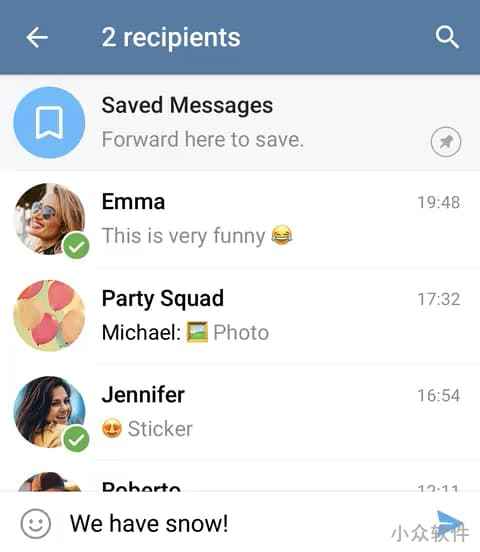 2 recipients
Saved Messages
Forward here to save.
Emma 19:48
This is very funny 😂
Party Squad 17:32
Michael: 🖼️ Photo
Jennifer 16:54
😍 Sticker
Roberto 12:11
We have snow!
小众软件